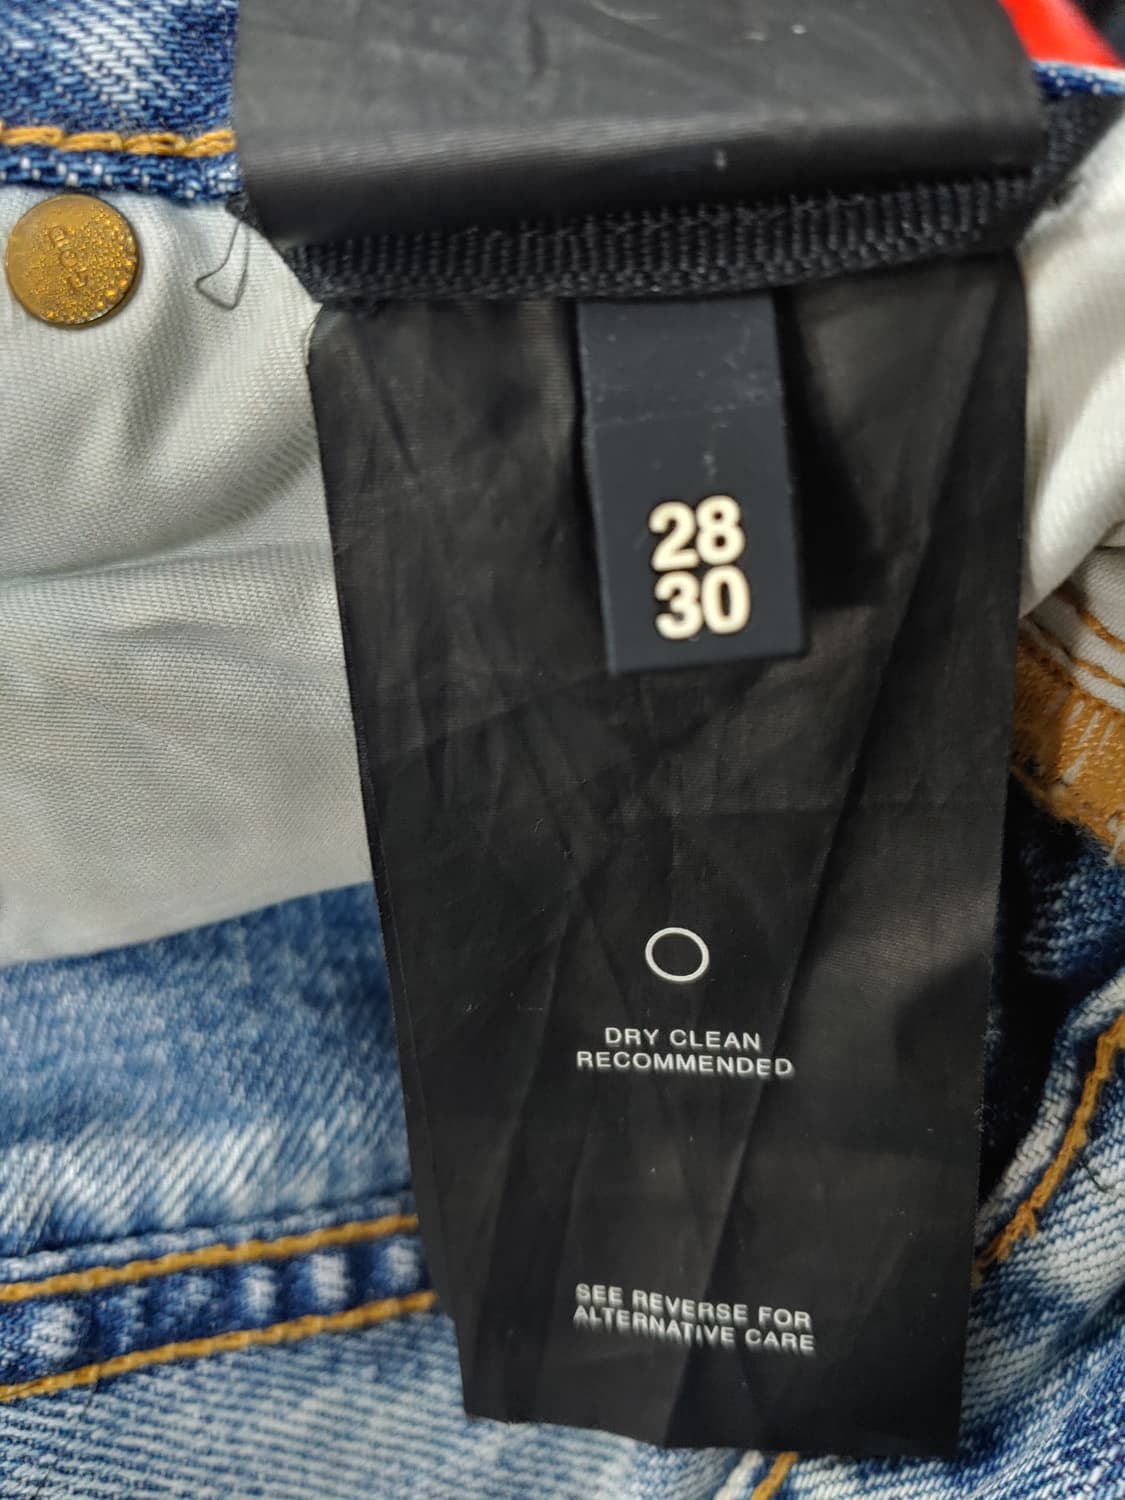 28
30
DRY CLEAN
RECOMMENDED
SEE REVERSE FOR
ALTERNATIVE CARE